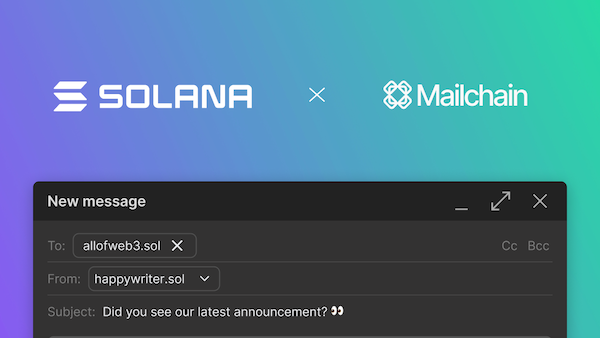 SOLANA × Mailchain
New message
To: allofweb3.sol Cc Bcc
From: happywriter.sol
Subject: Did you see our latest announcement? 👀